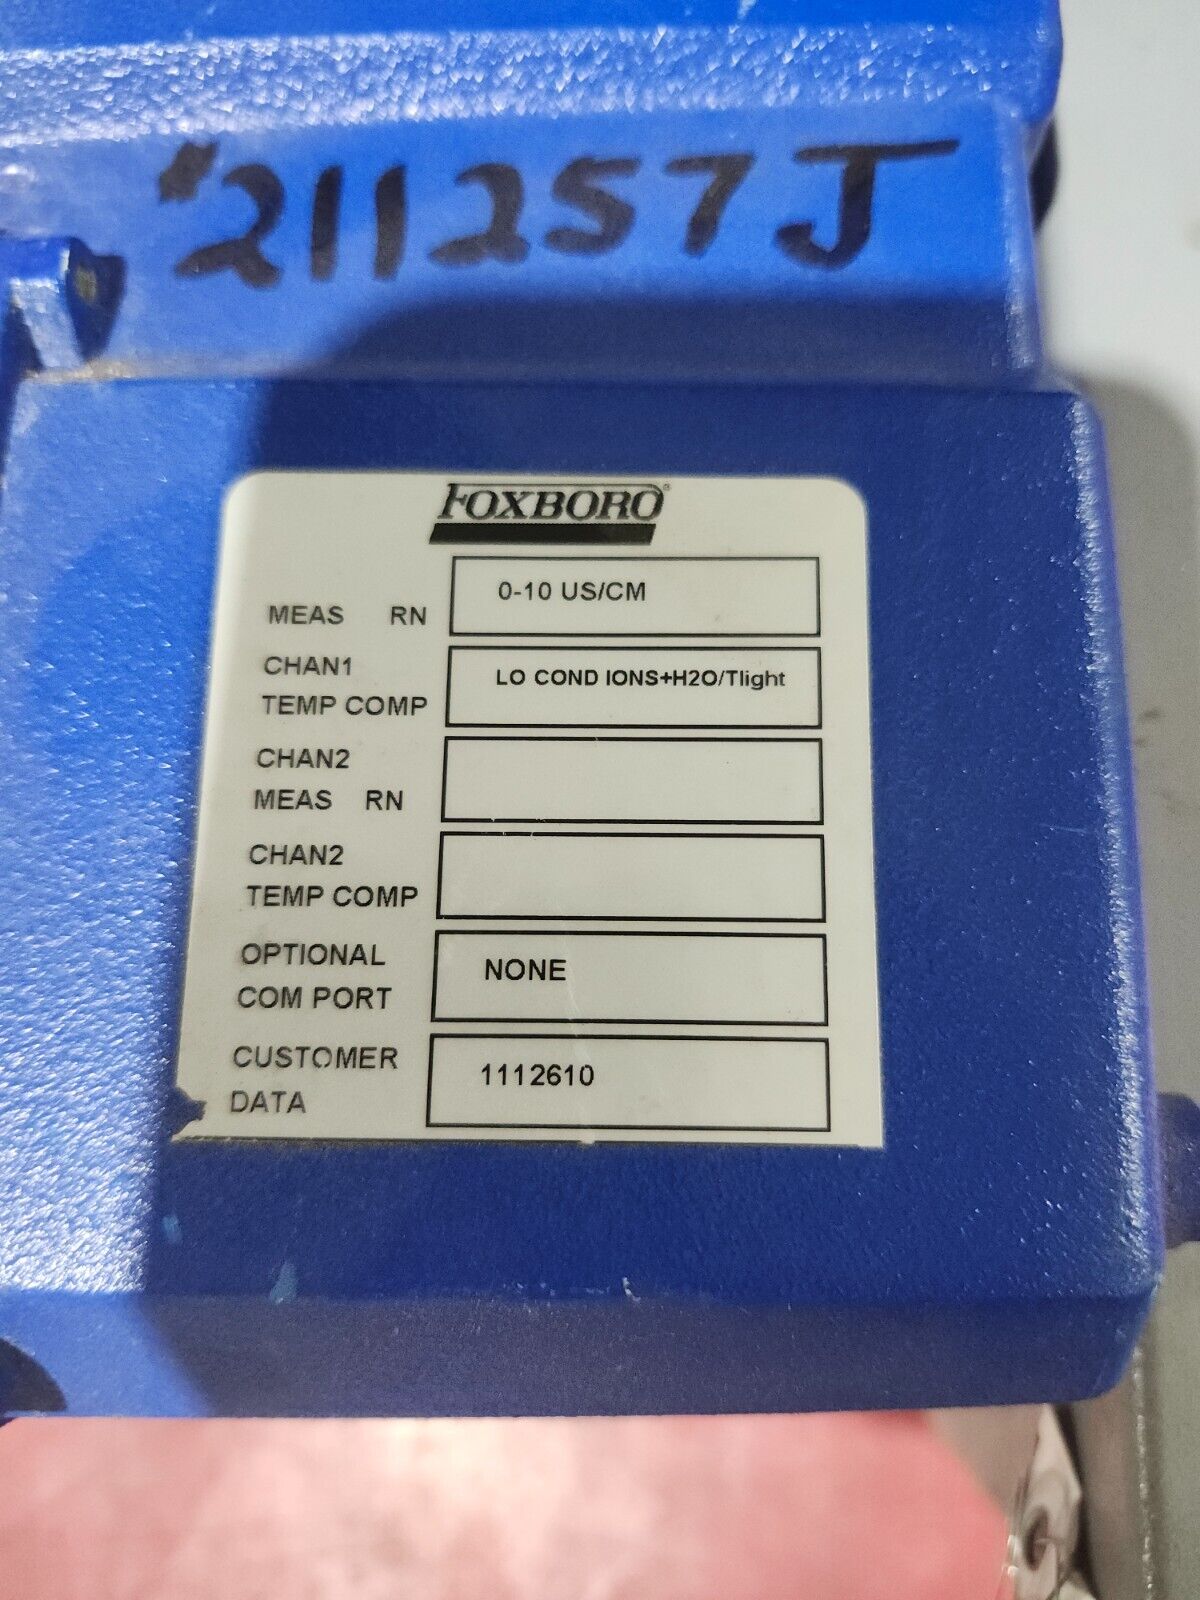 #211257J
FOXBORO®
MEAS RN 0-10 US/CM
CHAN1
TEMP COMP LO COND IONS+H2O/Tlight
CHAN2
MEAS RN
CHAN2
TEMP COMP
OPTIONAL
COM PORT NONE
CUSTOMER
DATA 1112610